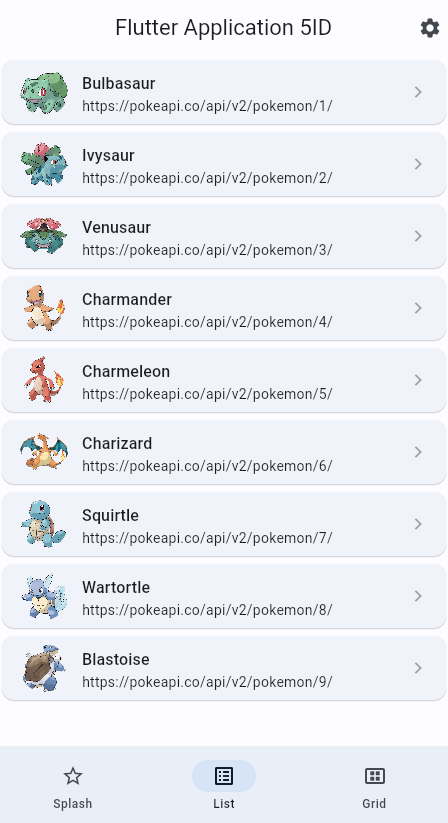 Flutter Application 5ID
Bulbasaur
https://pokeapi.co/api/v2/pokemon/1/
Ivysaur
https://pokeapi.co/api/v2/pokemon/2/
Venusaur
https://pokeapi.co/api/v2/pokemon/3/
Charmander
https://pokeapi.co/api/v2/pokemon/4/
Charmeleon
https://pokeapi.co/api/v2/pokemon/5/
Charizard
https://pokeapi.co/api/v2/pokemon/6/
Squirtle
https://pokeapi.co/api/v2/pokemon/7/
Wartortle
https://pokeapi.co/api/v2/pokemon/8/
Blastoise
https://pokeapi.co/api/v2/pokemon/9/
Splash List Grid